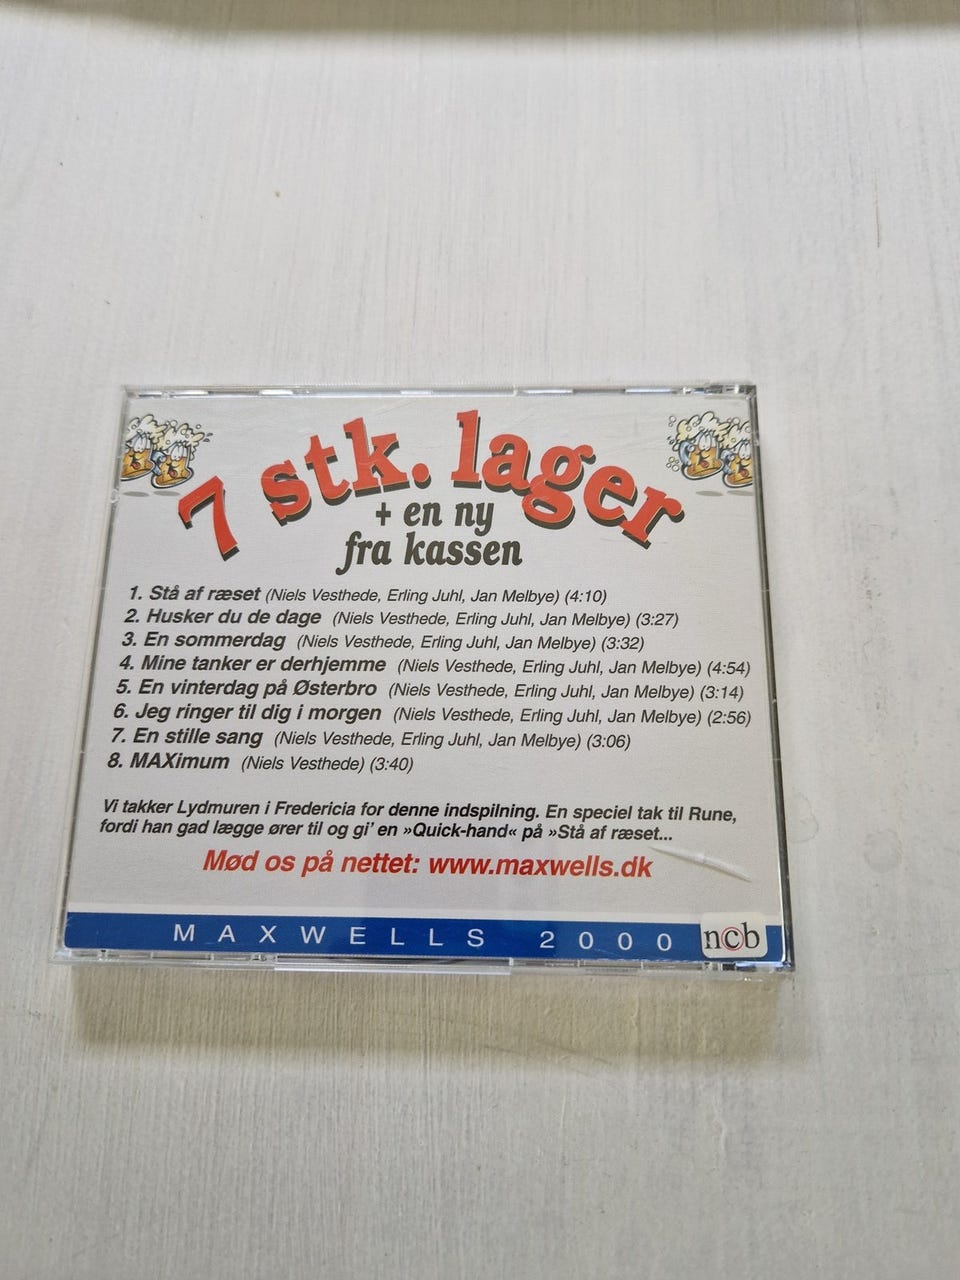 7 stk. lager
+ en ny
fra kassen
1. Stå af ræset (Niels Vesthede, Erling Juhl, Jan Melbye) (4:10)
2. Husker du de dage (Niels Vesthede, Erling Juhl, Jan Melbye) (3:27)
3. En sommerdag (Niels Vesthede, Erling Juhl, Jan Melbye) (3:32)
4. Mine tanker er derhjemme (Niels Vesthede, Erling Juhl, Jan Melbye) (4:54)
5. En vinterdag på Østerbro (Niels Vesthede, Erling Juhl, Jan Melbye) (3:14)
6. Jeg ringer til dig i morgen (Niels Vesthede, Erling Juhl, Jan Melbye) (2:56)
7. En stille sang (Niels Vesthede, Erling Juhl, Jan Melbye) (3:06)
8. MAXimum (Niels Vesthede) (3:40)
Vi takker Lydmuren i Fredericia for denne indspilning. En speciel tak til Rune,
fordi han gad lægge ører til og gi' en »Quick-hand« på »Stå af ræset...
Mød os på nettet: www.maxwells.dk
MAXWELLS 2000
ncb